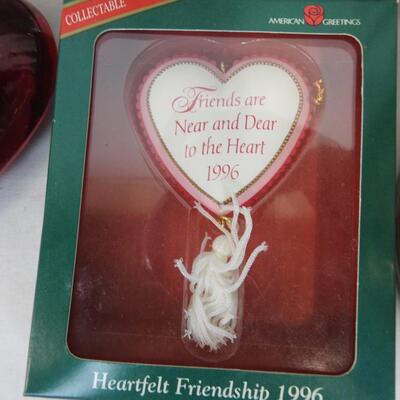 COLLECTABLE
AMERICAN GREETINGS
Friends are
Near and Dear
to the Heart
1996
Heartfelt Friendship 1996